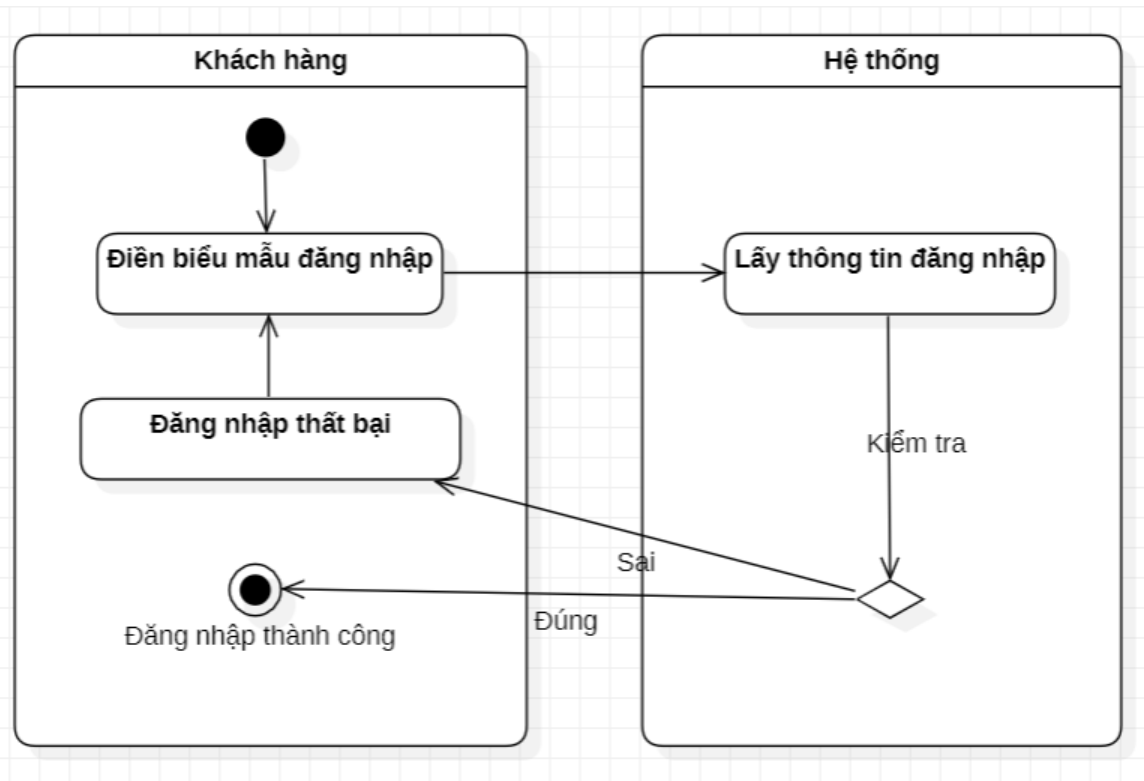 Khách hàng
Hệ thống
Điền biểu mẫu đăng nhập
Lấy thông tin đăng nhập
Đăng nhập thất bại
Kiểm tra
Sai
Đúng
Đăng nhập thành công